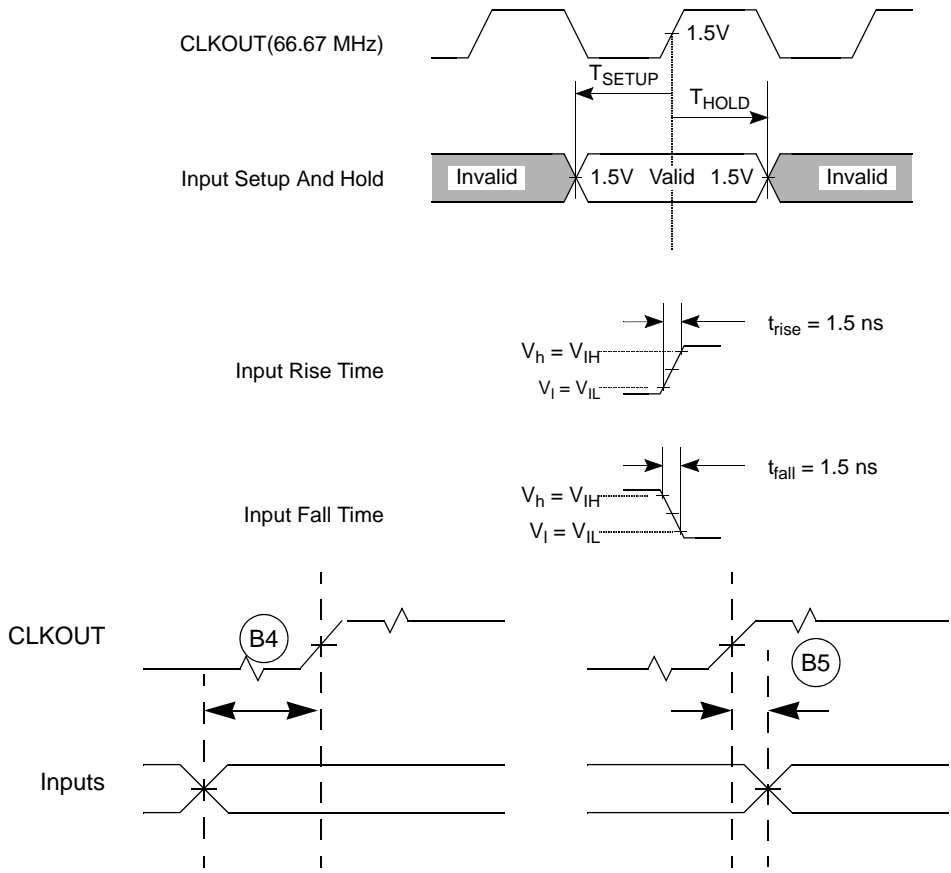 CLKOUT(66.67 MHz)
1.5V
TSETUP
THOLD
Input Setup And Hold
Invalid
1.5V Valid 1.5V
Invalid
trise = 1.5 ns
Vh = VIH
Input Rise Time
Vl = VIL
tfall = 1.5 ns
Vh = VIH
Input Fall Time
Vl = VIL
CLKOUT
B4
B5
Inputs